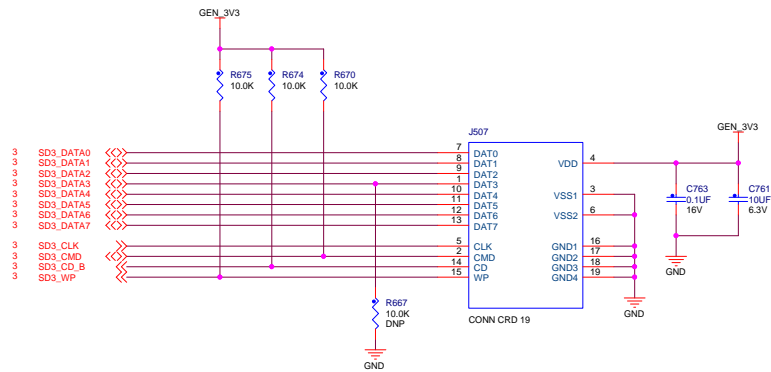 GEN_3V3
R675
10.0K
R674
10.0K
R670
10.0K
J507
GEN_3V3
3 SD3_DATA0 7 DAT0
3 SD3_DATA1 8 DAT1
3 SD3_DATA2 9 DAT2
3 SD3_DATA3 1 DAT3
3 SD3_DATA4 10 DAT4
3 SD3_DATA5 11 DAT5
3 SD3_DATA6 12 DAT6
3 SD3_DATA7 13 DAT7
3 SD3_CLK 5 CLK
3 SD3_CMD 2 CMD
3 SD3_CD_B 14 CD
3 SD3_WP 15 WP
VDD 4
VSS1 3
VSS2 6
GND1 16
GND2 17
GND3 18
GND4 19
C763
0.1UF
16V
C761
10UF
6.3V
GND
GND
R667
10.0K
DNP
CONN CRD 19
GND